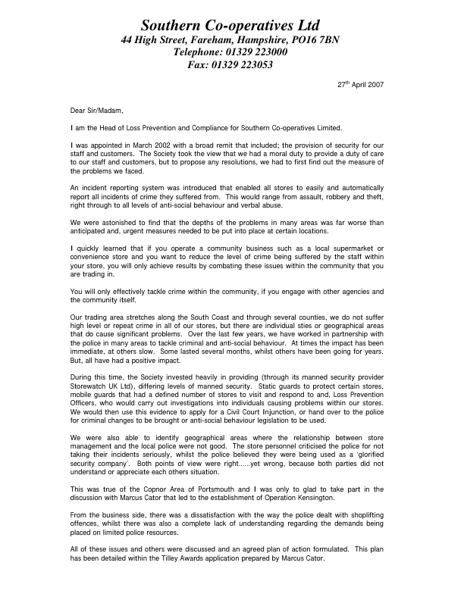 Southern Co-operatives Ltd
44 High Street, Fareham, Hampshire, PO16 7BN
Telephone: 01329 223000
Fax: 01329 223053
27th April 2007
Dear Sir/Madam,
I am the Head of Loss Prevention and Compliance for Southern Co-operatives Limited.
I was appointed in March 2002 with a broad remit that included; the provision of security for our
staff and customers. The Society took the view that we had a moral duty to provide a duty of care
to our staff and customers, but to propose any resolutions, we had to first find out the measure of
the problems we faced.
An incident reporting system was introduced that enabled all stores to easily and automatically
report all incidents of crime they suffered from. This would range from assault, robbery and theft,
right through to all levels of anti-social behaviour and verbal abuse.
We were astonished to find that the depths of the problems in many areas was far worse than
anticipated and, urgent measures needed to be put into place at certain locations.
I quickly learned that if you operate a community business such as a local supermarket or
convenience store and you want to reduce the level of crime being suffered by the staff within
your store, you will only achieve results by combating these issues within the community that you
are trading in.
You will only effectively tackle crime within the community, if you engage with other agencies and
the community itself.
Our trading area stretches along the South Coast and through several counties, we do not suffer
high level or repeat crime in all of our stores, but there are individual sties or geographical areas
that do cause significant problems. Over the last few years, we have worked in partnership with
the police in many areas to tackle criminal and anti-social behaviour. At times the impact has been
immediate, at others slow. Some lasted several months, whilst others have been going for years.
But, all have had a positive impact.
During this time, the Society invested heavily in providing (through its manned security provider
Storewatch UK Ltd), differing levels of manned security. Static guards to protect certain stores,
mobile guards that had a defined number of stores to visit and respond to and, Loss Prevention
Officers, who would carry out investigations into individuals causing problems within our stores.
We would then use this evidence to apply for a Civil Court Injunction, or hand over to the police
for criminal changes to be brought or anti-social behaviour legislation to be used.
We were also able to identify geographical areas where the relationship between store
management and the local police were not good. The store personnel criticised the police for not
taking their incidents seriously, whilst the police believed they were being used as a 'glorified
security company'. Both points of view were right......yet wrong, because both parties did not
understand or appreciate each others situation.
This was true of the Copnor Area of Portsmouth and I was only to glad to take part in the
discussion with Marcus Cator that led to the establishment of Operation Kensington.
From the business side, there was a dissatisfaction with the way the police dealt with shoplifting
offences, whilst there was also a complete lack of understanding regarding the demands being
placed on limited police resources.
All of these issues and others were discussed and an agreed plan of action formulated. This plan
has been detailed within the Tilley Awards application prepared by Marcus Cator.